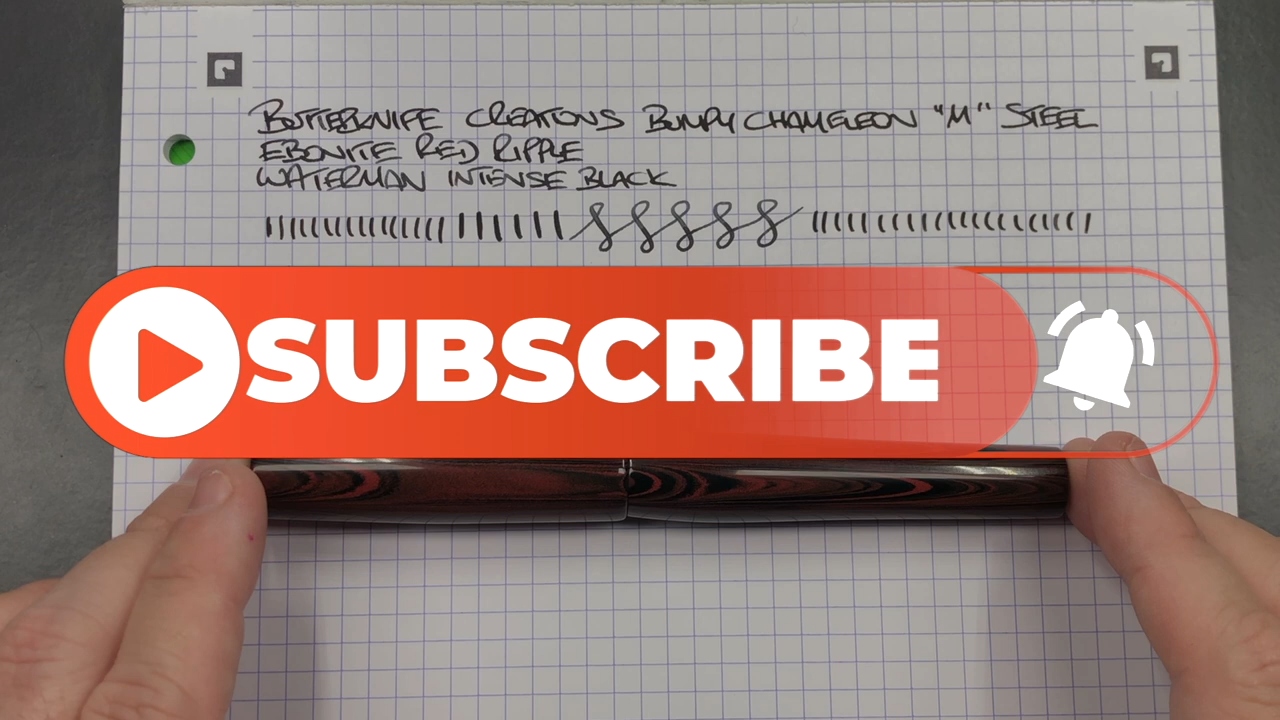 BUTTERKNIFE CREATIONS BUMPY CHAMELEON "M" STEEL
EBONITE RED RIPPLE
WATERMAN INTENSE BLACK
SUBSCRIBE